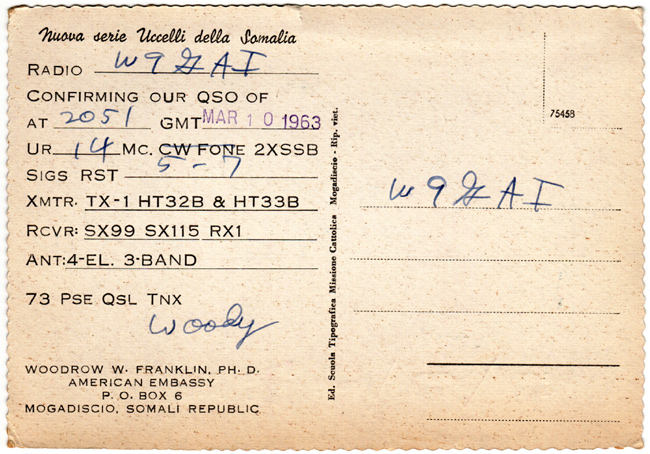 Nuova serie Uccelli della Somalia
RADIO W9GAI
CONFIRMING OUR QSO OF
AT 2051 GMT MAR 10 1963
UR 14 MC. CW FONE 2XSSB
SIGS RST 5-7
XMTR. TX-1 HT32B & HT33B
RCVR: SX99 SX115 RX1
ANT: 4-EL. 3-BAND
73 PSE QSL TNX
Woody
WOODROW W. FRANKLIN, PH. D.
AMERICAN EMBASSY
P. O. BOX 6
MOGADISCIO, SOMALI REPUBLIC
Ed. Scuola Tipografica Missione Cattolica Mogadiscio - Rip. viet.
75458
W9GAI